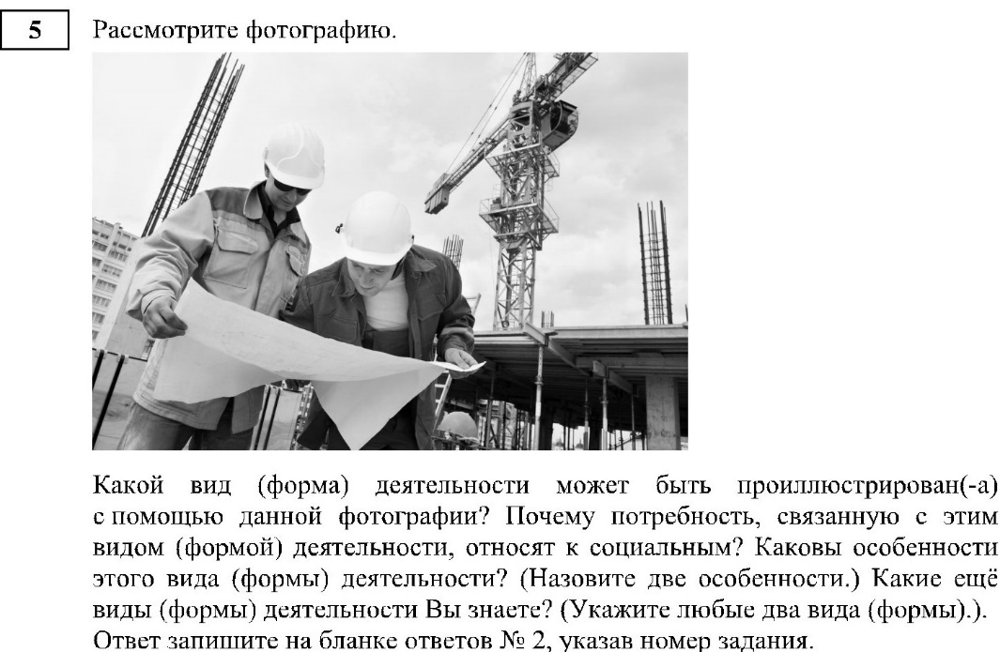 5
Рассмотрите фотографию.
Какой вид (форма) деятельности может быть проиллюстрирован(-а)
с помощью данной фотографии? Почему потребность, связанную с этим
видом (формой) деятельности, относят к социальным? Каковы особенности
этого вида (формы) деятельности? (Назовите две особенности.) Какие ещё
виды (формы) деятельности Вы знаете? (Укажите любые два вида (формы).).
Ответ запишите на бланке ответов № 2, указав номер задания.